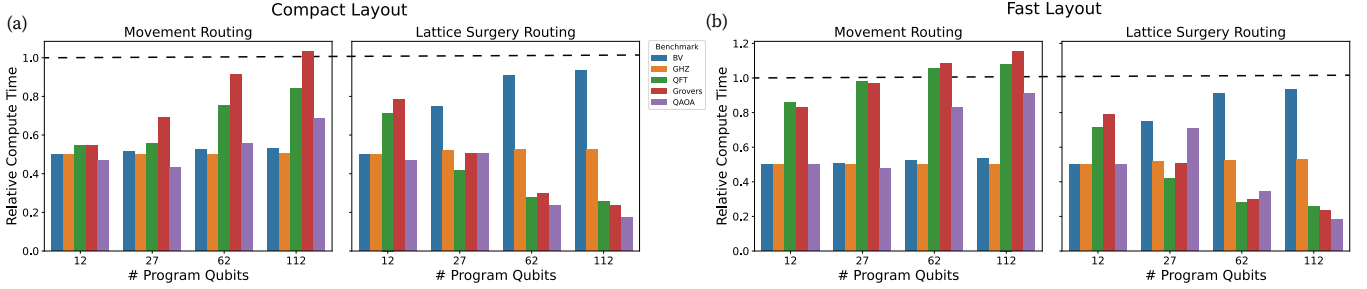 (a)
Compact Layout
Movement Routing
Lattice Surgery Routing
Relative Compute Time
1.0
0.8
0.6
0.4
0.2
0.0
12 27 62 112
# Program Qubits
12 27 62 112
# Program Qubits
Benchmark
BV
GHZ
QFT
Grovers
QAOA
(b)
Fast Layout
Movement Routing
Lattice Surgery Routing
Relative Compute Time
1.2
1.0
0.8
0.6
0.4
0.2
0.0
12 27 62 112
# Program Qubits
12 27 62 112
# Program Qubits